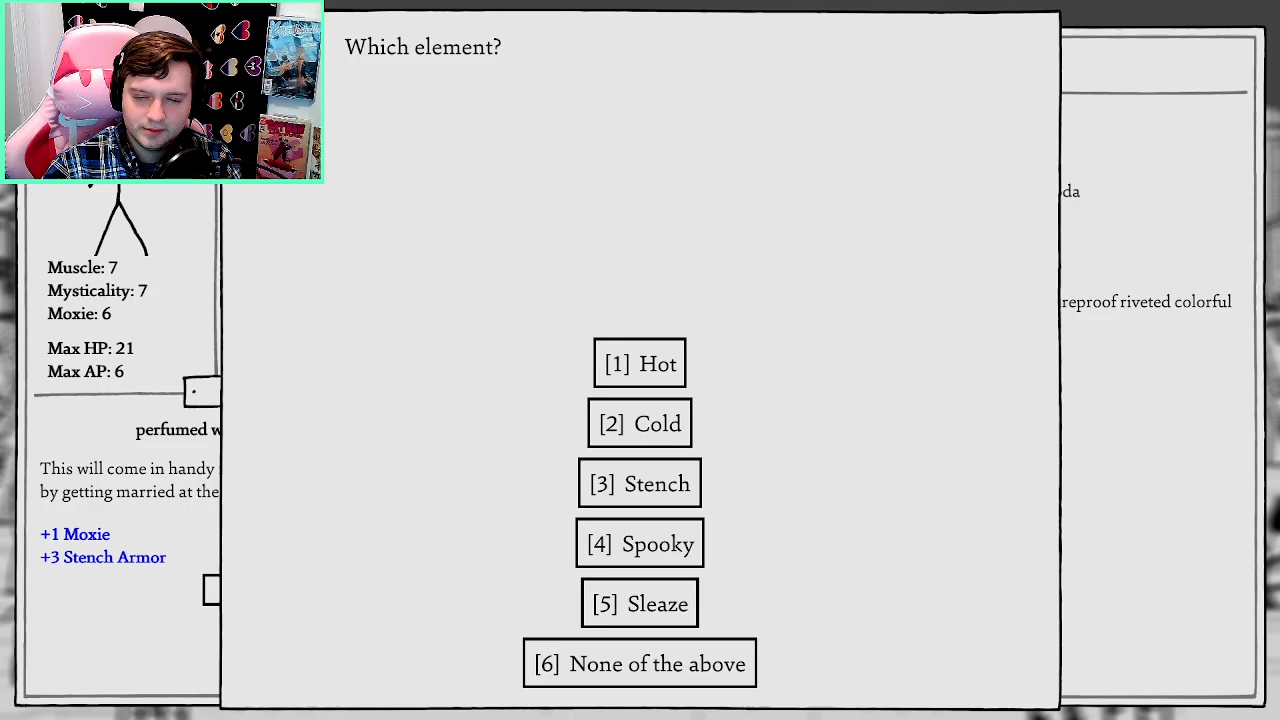 Which element?
da
Muscle: 7
Mysticality: 7
Moxie: 6
reproof riveted colorful
Max HP: 21
Max AP: 6
[1] Hot
[2] Cold
perfumed w
This will come in handy
by getting married at the
[3] Stench
+1 Moxie
+3 Stench Armor
[4] Spooky
[5] Sleaze
[6] None of the above